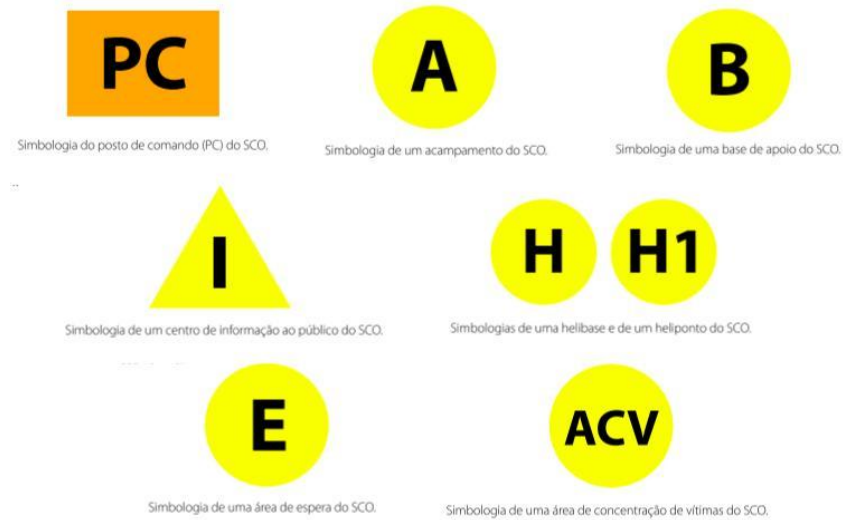 PC
A
B
Simbologia do posto de comando (PC) do SCO.
Simbologia de um acampamento do SCO.
Simbologia de uma base de apoio do SCO.
I
H H1
Simbologia de um centro de informação ao público do SCO.
Simbologias de uma helibase e de um heliponto do SCO.
E
ACV
Simbologia de uma área de espera do SCO.
Simbologia de uma área de concentração de vítimas do SCO.